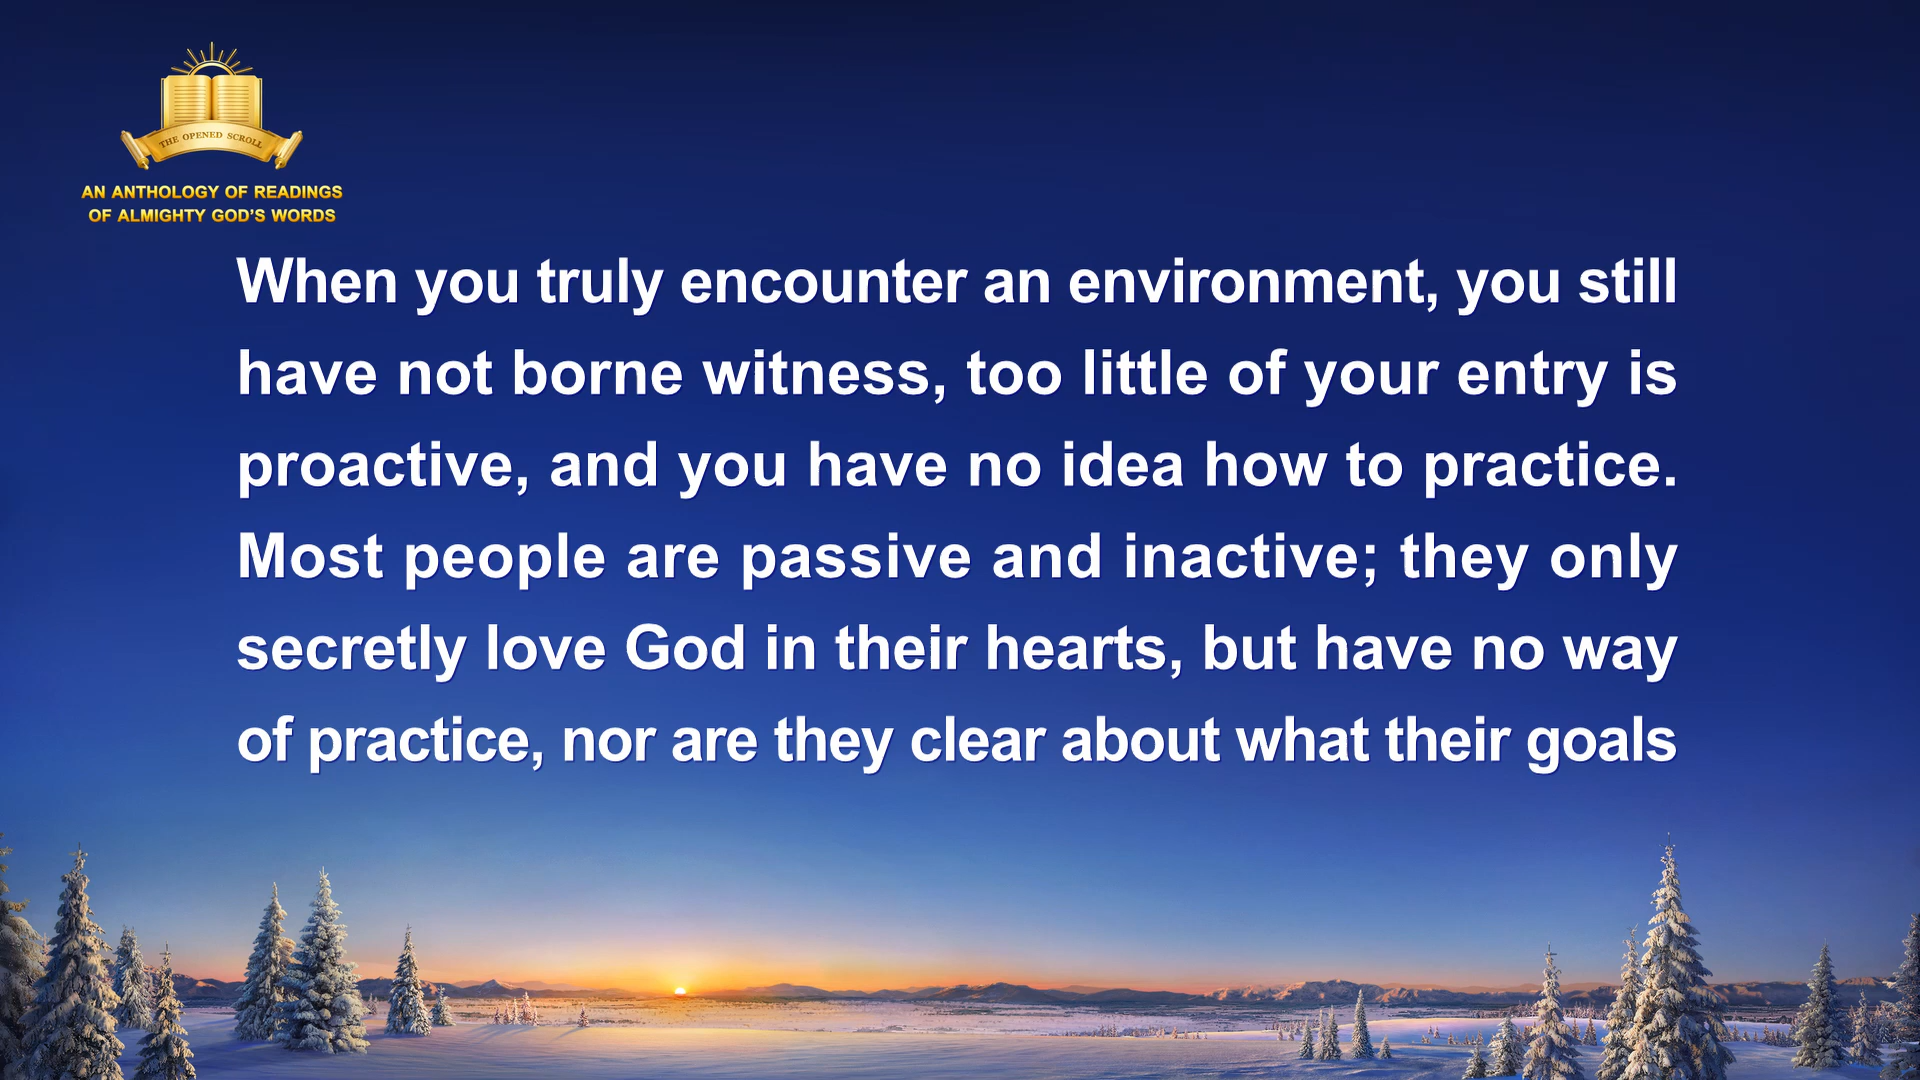 THE OPENED SCROLL
AN ANTHOLOGY OF READINGS
OF ALMIGHTY GOD'S WORDS
When you truly encounter an environment, you still
have not borne witness, too little of your entry is
proactive, and you have no idea how to practice.
Most people are passive and inactive; they only
secretly love God in their hearts, but have no way
of practice, nor are they clear about what their goals